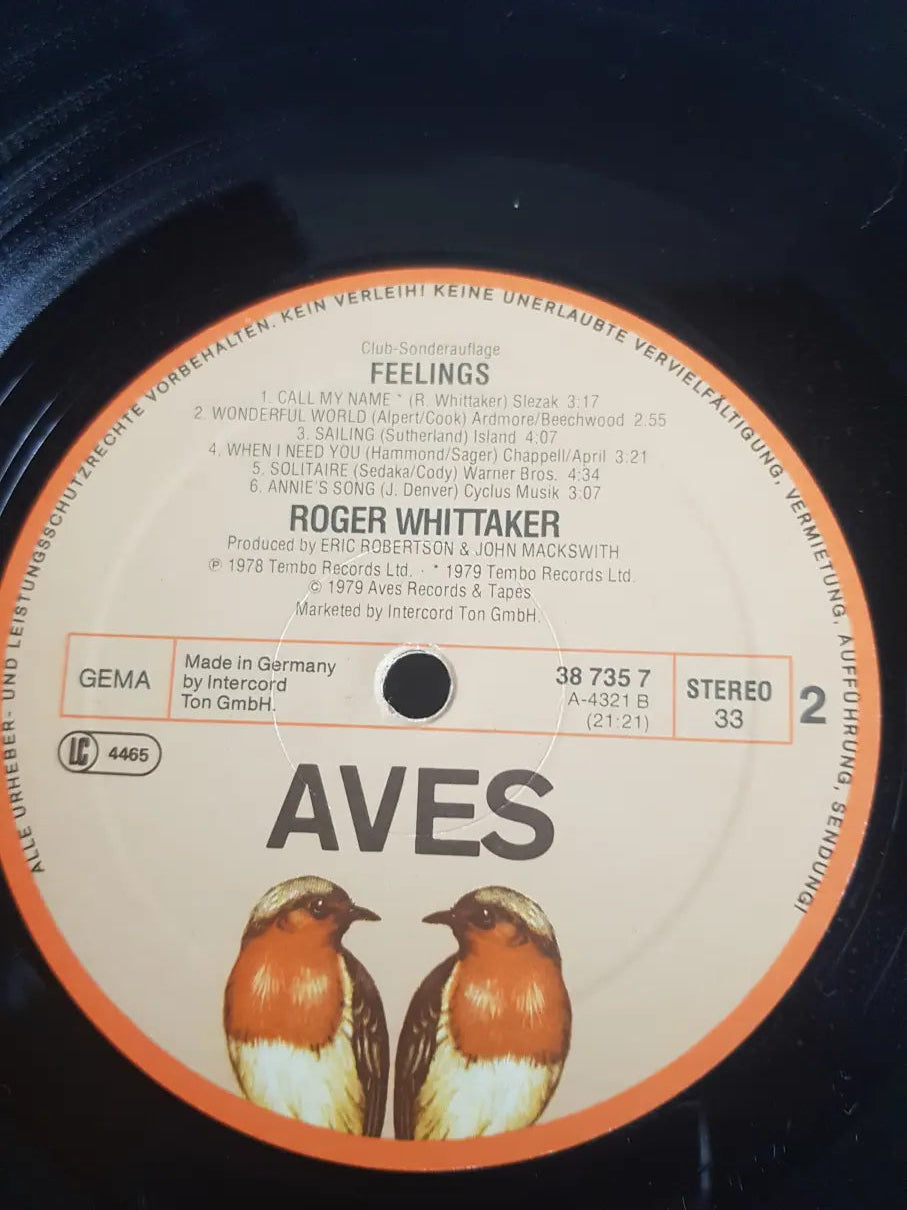 ALLE URHEBER- UND LEISTUNGSSCHUTZRECHTE VORBEHALTEN. KEIN VERLEIH! KEINE UNERLAUBTE VERVIELFÄLTIGUNG, VERMIETUNG, AUFFÜHRUNG, SENDUNG!
Club-Sonderauflage
FEELINGS
1. CALL MY NAME * (R. Whittaker) Slezak 3:17
2. WONDERFUL WORLD (Alpert/Cook) Ardmore/Beechwood 2:55
3. SAILING (Sutherland) Island 4:07
4. WHEN I NEED YOU (Hammond/Sager) Chappell/April 3:21
5. SOLITAIRE (Sedaka/Cody) Warner Bros. 4:34
6. ANNIE'S SONG (J. Denver) Cyclus Musik 3:07
ROGER WHITTAKER
Produced by ERIC ROBERTSON & JOHN MACKSWITH
℗ 1978 Tembo Records Ltd. · * 1979 Tembo Records Ltd.
© 1979 Aves Records & Tapes
Marketed by Intercord Ton GmbH.
GEMA
Made in Germany
by Intercord
Ton GmbH.
38 735 7
A-4321 B
(21:21)
STEREO
33
2
LC 4465
AVES